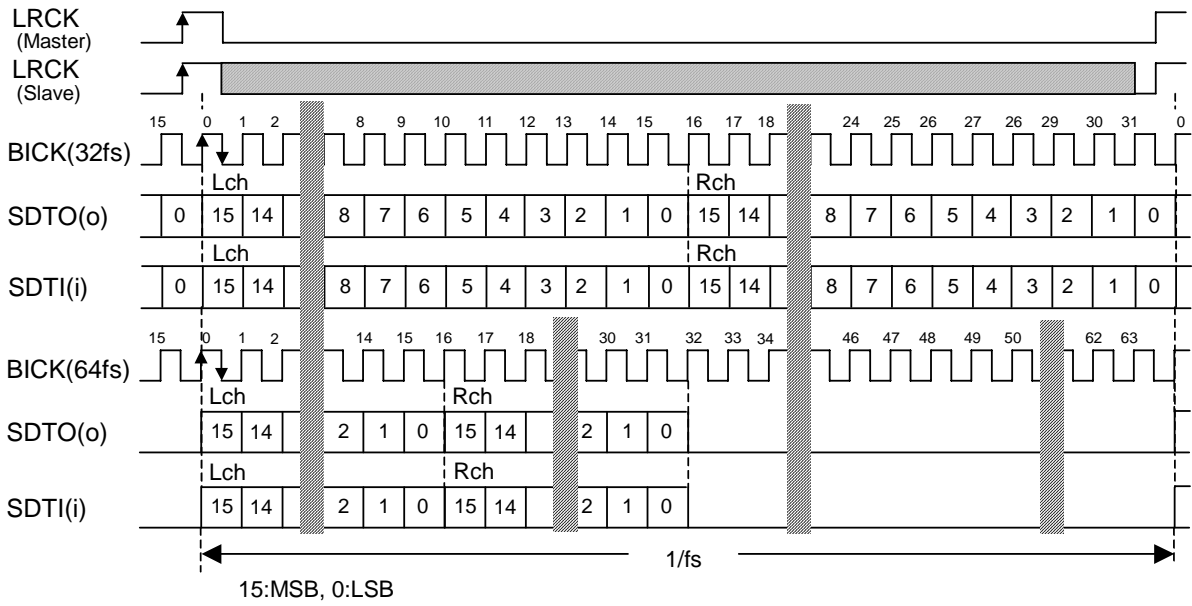 LRCK
(Master)
LRCK
(Slave)
15 0 1 2 8 9 10 11 12 13 14 15 16 17 18 24 25 26 27 26 29 30 31 0
BICK(32fs)
Lch Rch
SDTO(o) 0 15 14 8 7 6 5 4 3 2 1 0 15 14 8 7 6 5 4 3 2 1 0
Lch Rch
SDTI(i) 0 15 14 8 7 6 5 4 3 2 1 0 15 14 8 7 6 5 4 3 2 1 0
15 0 1 2 14 15 16 17 18 30 31 32 33 34 46 47 48 49 50 62 63
BICK(64fs)
Lch Rch
SDTO(o) 15 14 2 1 0 15 14 2 1 0
Lch Rch
SDTI(i) 15 14 2 1 0 15 14 2 1 0
1/fs
15:MSB, 0:LSB